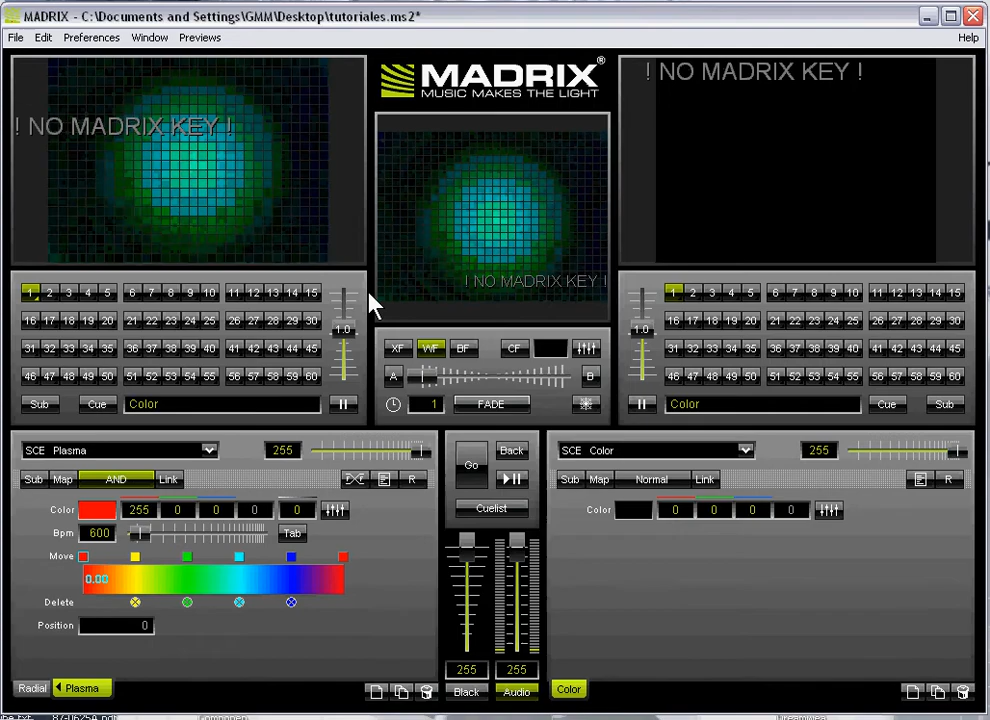 MADRIX - C:\Documents and Settings\GMM\Desktop\tutoriales.ms2*
File Edit Preferences Window Previews Help
! NO MADRIX KEY !
MADRIX®
MUSIC MAKES THE LIGHT
! NO MADRIX KEY !
! NO MADRIX KEY !
1 2 3 4 5 6 7 8 9 10 11 12 13 14 15
16 17 18 19 20 21 22 23 24 25 26 27 28 29 30
31 32 33 34 35 36 37 38 39 40 41 42 43 44 45
46 47 48 49 50 51 52 53 54 55 56 57 58 59 60
1.0
Sub Cue Color
XF WF BF CF
A B
1 FADE
1 2 3 4 5 6 7 8 9 10 11 12 13 14 15
16 17 18 19 20 21 22 23 24 25 26 27 28 29 30
31 32 33 34 35 36 37 38 39 40 41 42 43 44 45
46 47 48 49 50 51 52 53 54 55 56 57 58 59 60
1.0
Color Cue Sub
SCE Plasma 255
Sub Map AND Link R
Color 255 0 0 0 0
Bpm 600 Tab
Move
0.00
Delete
Position 0
Radial Plasma
Go Back
Cuelist
255 255
Black Audio
SCE Color 255
Sub Map Normal Link R
Color 0 0 0 0
Color